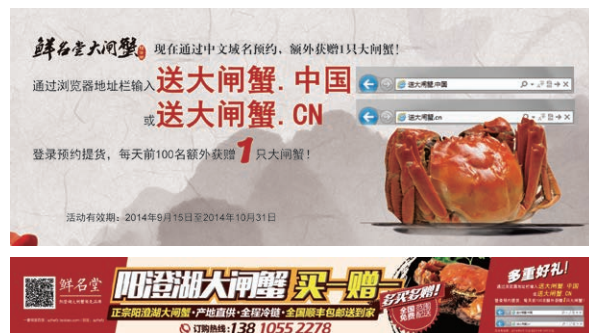 鲜名堂大闸蟹 现在通过中文域名预约，额外获赠1只大闸蟹!
通过浏览器地址栏输入送大闸蟹.中国
送大闸蟹.中国
或送大闸蟹.CN
送大闸蟹.cn
登录预约提货，每天前100名额外获赠1只大闸蟹!
活动有效期：2014年9月15日至2014年10月31日
鲜名堂
阳澄湖大闸蟹 买一赠一
买多多赠!
多重好礼!
正宗阳澄湖大闸蟹·产地直供·全程冷链·全国顺丰包邮送到家
全国范围
免费配送
订购热线:138 1055 2278
送大闸蟹.中国
送大闸蟹.CN